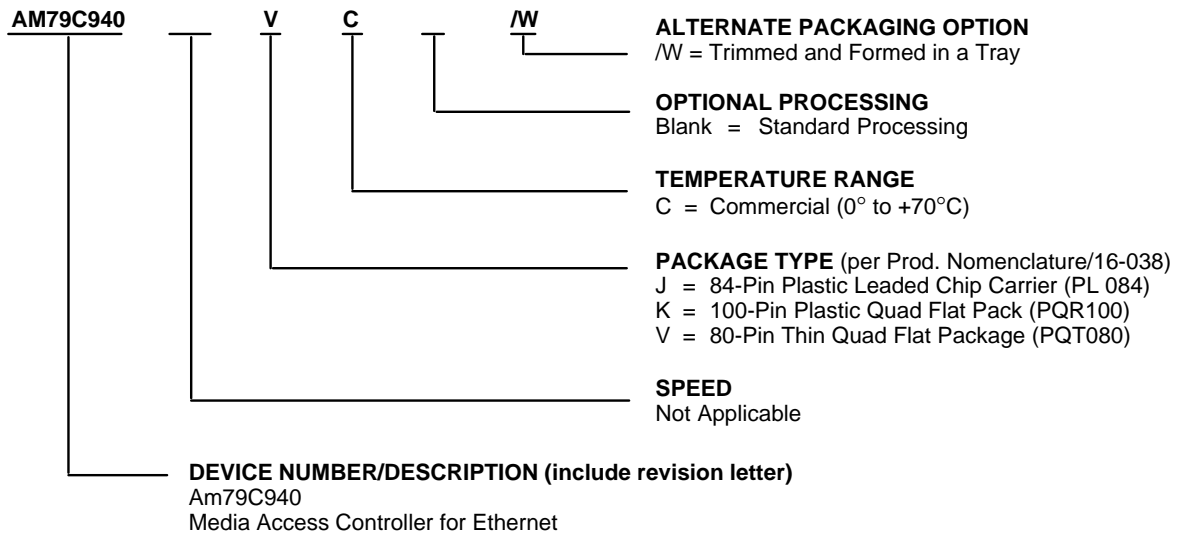 AM79C940 V C /W
ALTERNATE PACKAGING OPTION
/W = Trimmed and Formed in a Tray
OPTIONAL PROCESSING
Blank = Standard Processing
TEMPERATURE RANGE
C = Commercial (0° to +70°C)
PACKAGE TYPE (per Prod. Nomenclature/16-038)
J = 84-Pin Plastic Leaded Chip Carrier (PL 084)
K = 100-Pin Plastic Quad Flat Pack (PQR100)
V = 80-Pin Thin Quad Flat Package (PQT080)
SPEED
Not Applicable
DEVICE NUMBER/DESCRIPTION (include revision letter)
Am79C940
Media Access Controller for Ethernet